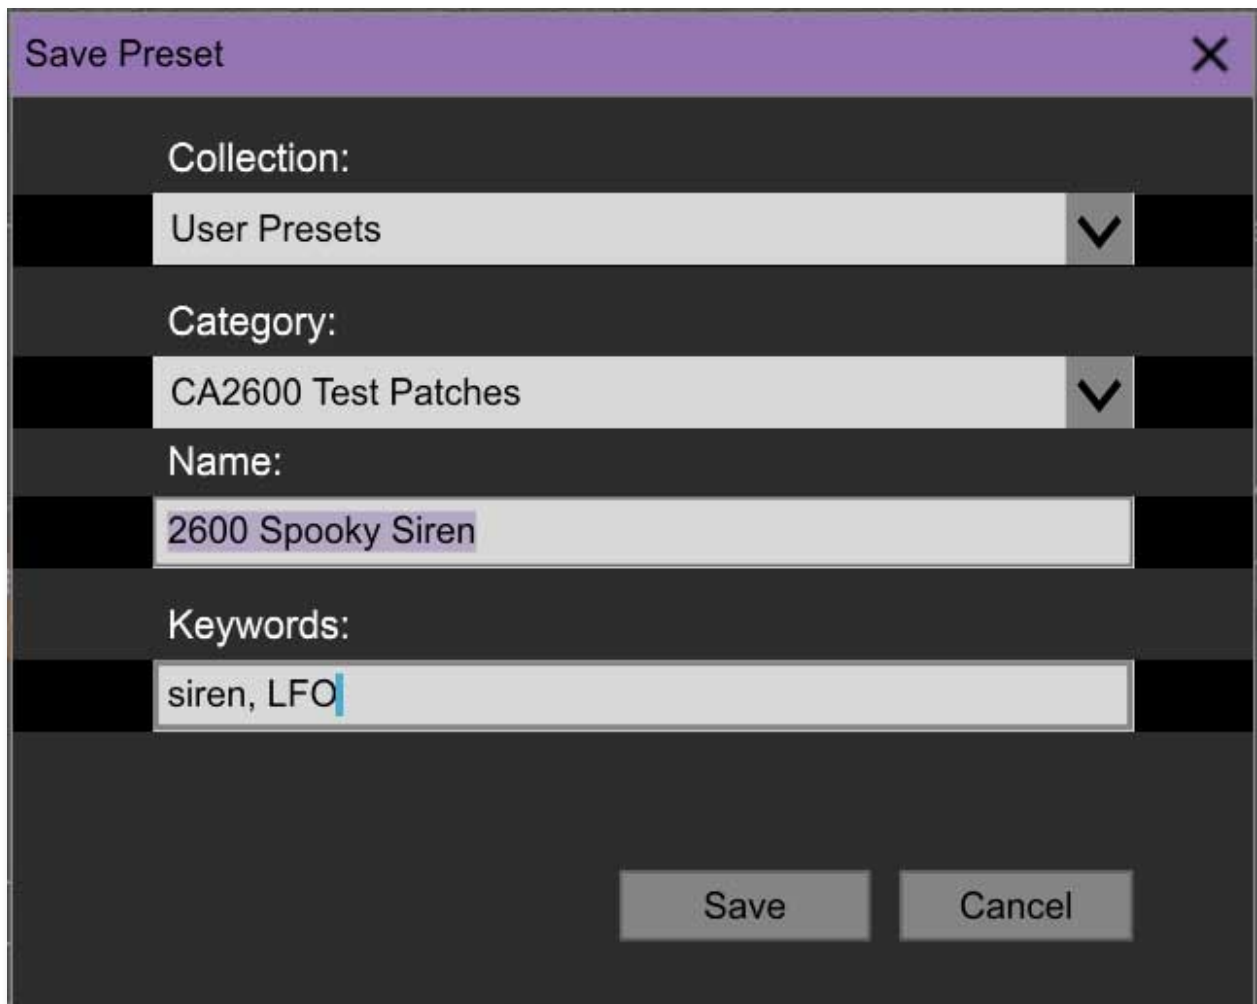 Save Preset
Collection:
User Presets
Category:
CA2600 Test Patches
Name:
2600 Spooky Siren
Keywords:
siren, LFO
Save Cancel